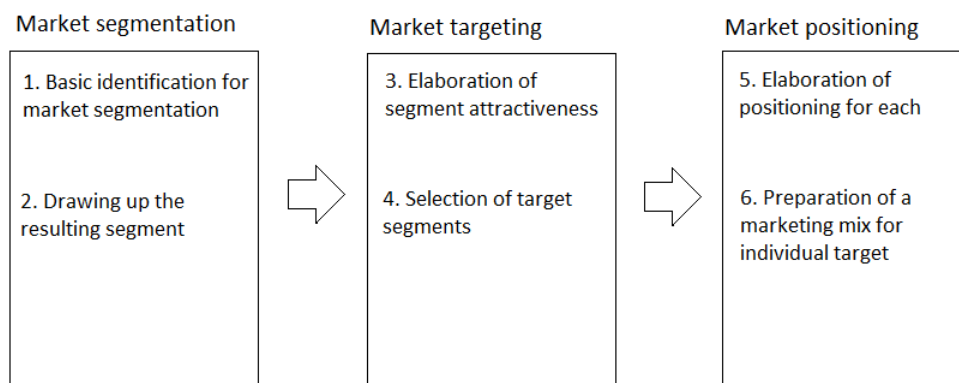 Market segmentation
1. Basic identification for
market segmentation
2. Drawing up the
resulting segment
Market targeting
3. Elaboration of
segment attractiveness
4. Selection of target
segments
Market positioning
5. Elaboration of
positioning for each
6. Preparation of a
marketing mix for
individual target